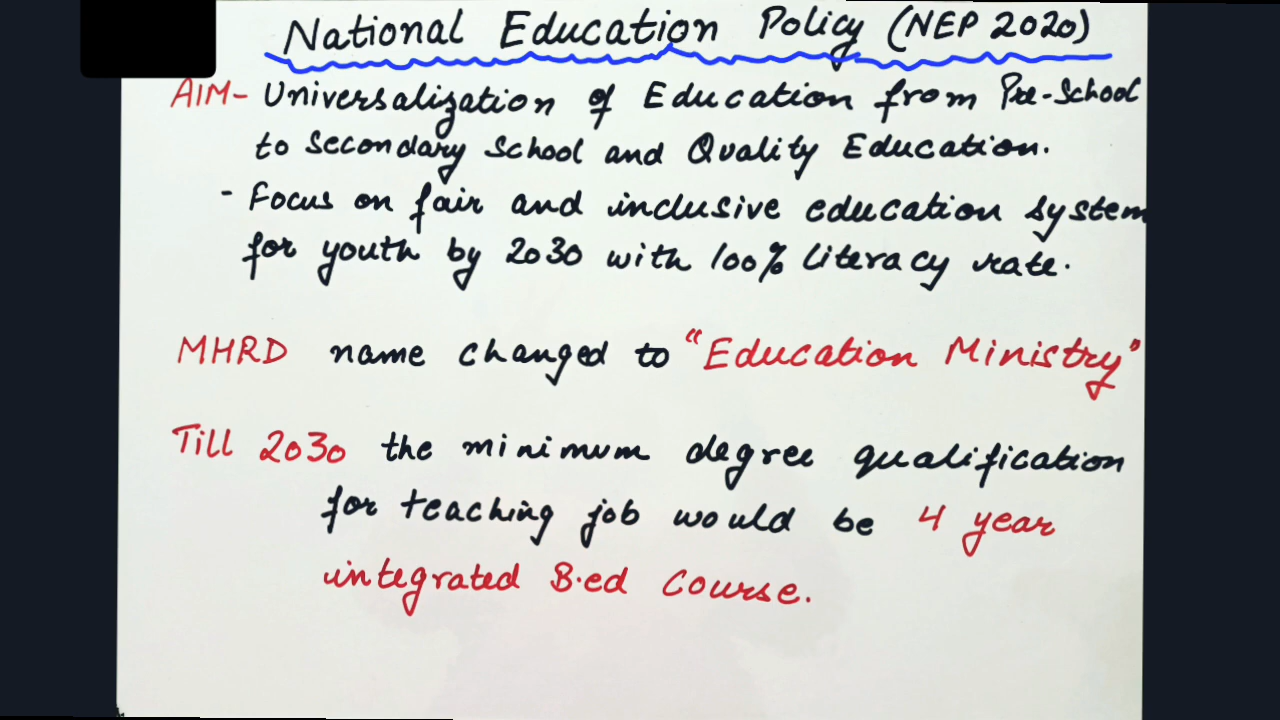 National Education Policy (NEP 2020)
AIM- Universalization of Education from Pre-School
to Secondary School and Quality Education.
- Focus on fair and inclusive education system
for youth by 2030 with 100% literacy rate.
MHRD name changed to "Education Ministry"
Till 2030 the minimum degree qualification
for teaching job would be 4 year
integrated B.ed Course.